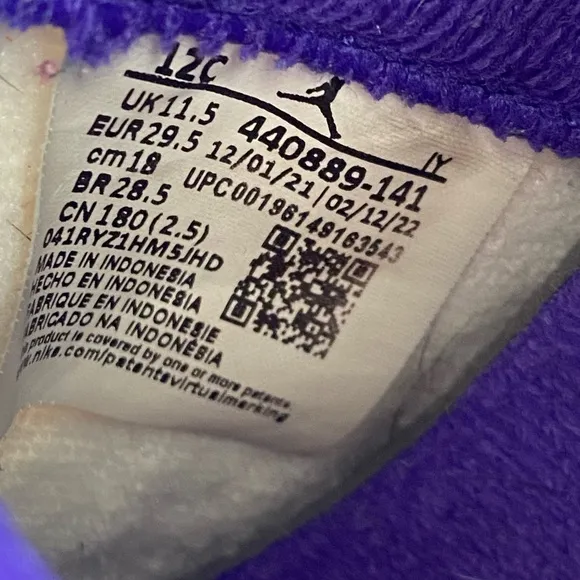 12C
UK11.5
EUR29.5
cm18
BR28.5
CN180(2.5)
041RYZ1HM5JHD
MADE IN INDONESIA
HECHO EN INDONESIA
FABRIQUE EN INDONESIE
FABRICADO NA INDONÉSIA
product is covered by one or more patents
.nike.com/patentsvirtualmarking
440889-141
IY
12/01/21|02/12/22
UPC00196149163543